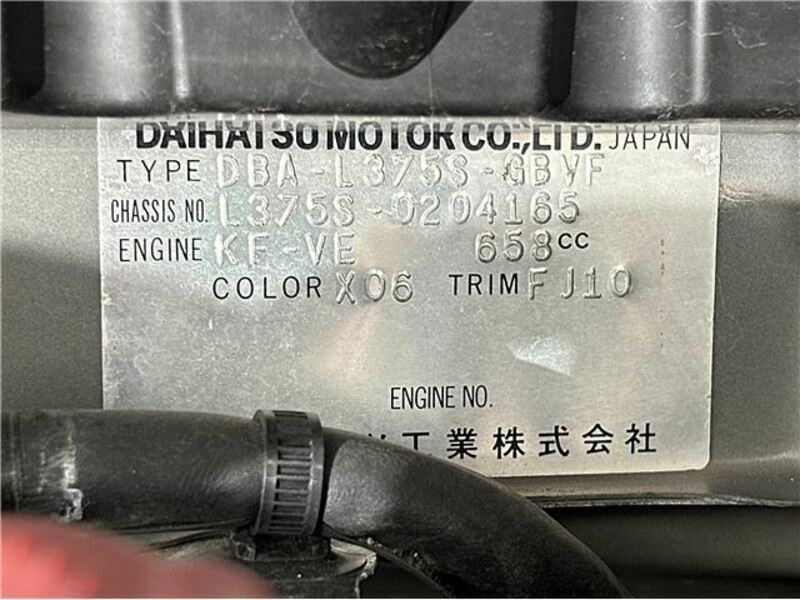 DAIHATSU MOTOR CO., LTD. JAPAN
TYPE DBA-L375S-GBVF
CHASSIS NO. L375S-0204165
ENGINE KF-VE 658CC
COLOR X06 TRIM FJ10
ENGINE NO.
工業株式会社